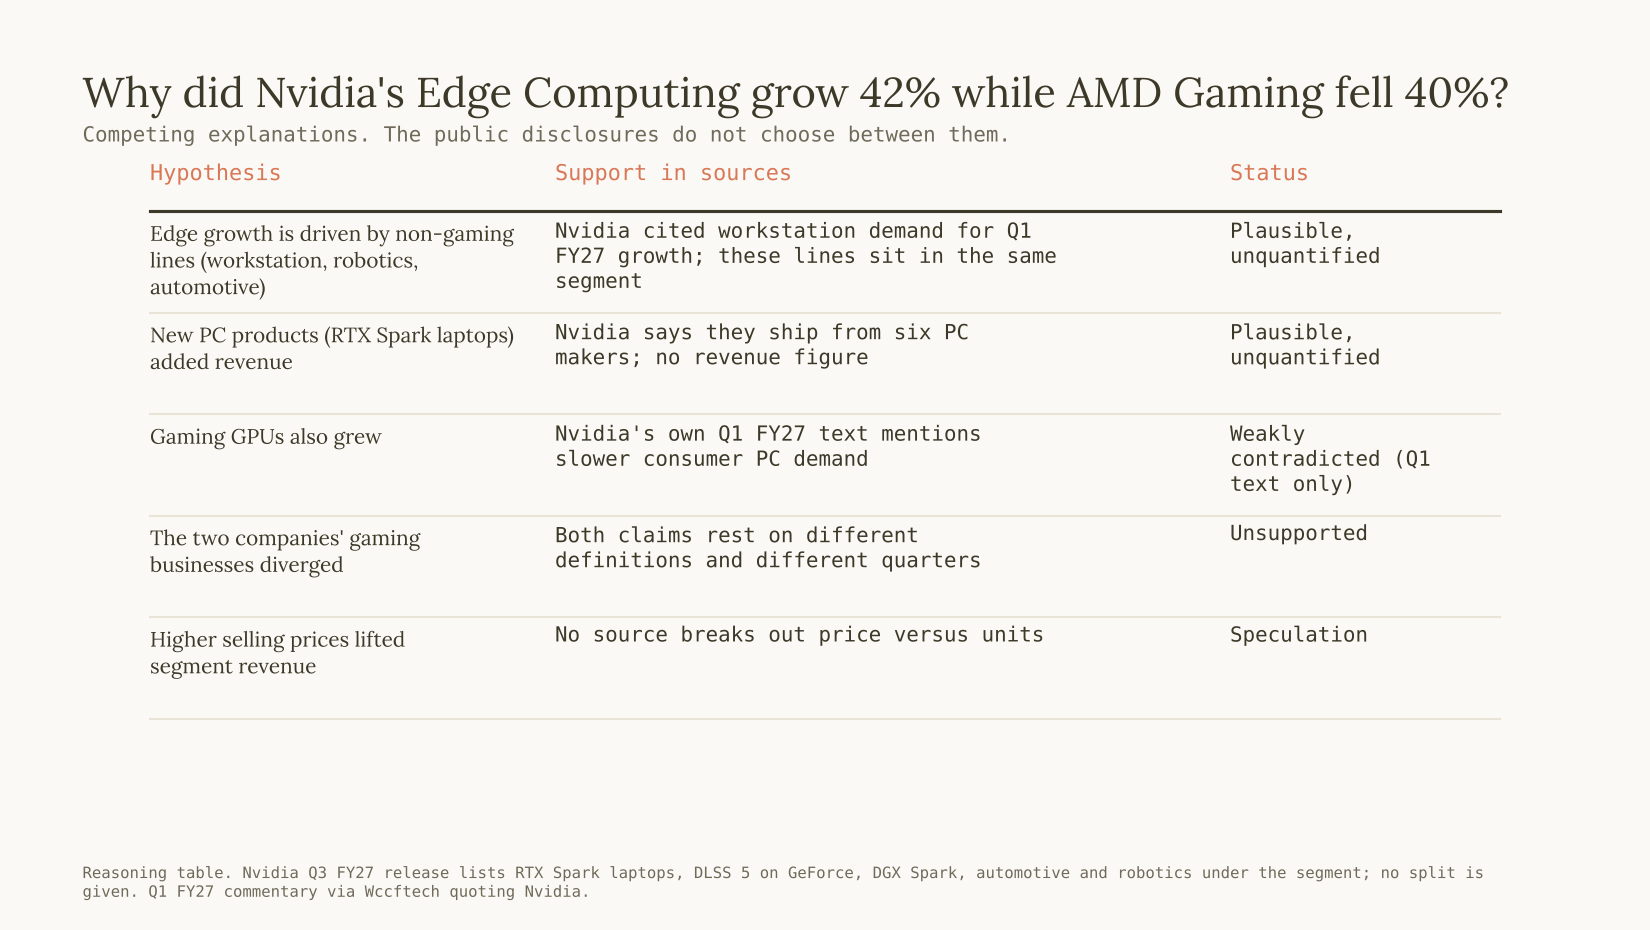 Why did Nvidia's Edge Computing grow 42% while AMD Gaming fell 40%?
Competing explanations. The public disclosures do not choose between them.
Hypothesis
Support in sources
Status
Edge growth is driven by non-gaming
lines (workstation, robotics,
automotive)
Nvidia cited workstation demand for Q1
FY27 growth; these lines sit in the same
segment
Plausible,
unquantified
New PC products (RTX Spark laptops)
added revenue
Nvidia says they ship from six PC
makers; no revenue figure
Plausible,
unquantified
Gaming GPUs also grew
Nvidia's own Q1 FY27 text mentions
slower consumer PC demand
Weakly
contradicted (Q1
text only)
The two companies' gaming
businesses diverged
Both claims rest on different
definitions and different quarters
Unsupported
Higher selling prices lifted
segment revenue
No source breaks out price versus units
Speculation
Reasoning table. Nvidia Q3 FY27 release lists RTX Spark laptops, DLSS 5 on GeForce, DGX Spark, automotive and robotics under the segment; no split is
given. Q1 FY27 commentary via Wccftech quoting Nvidia.